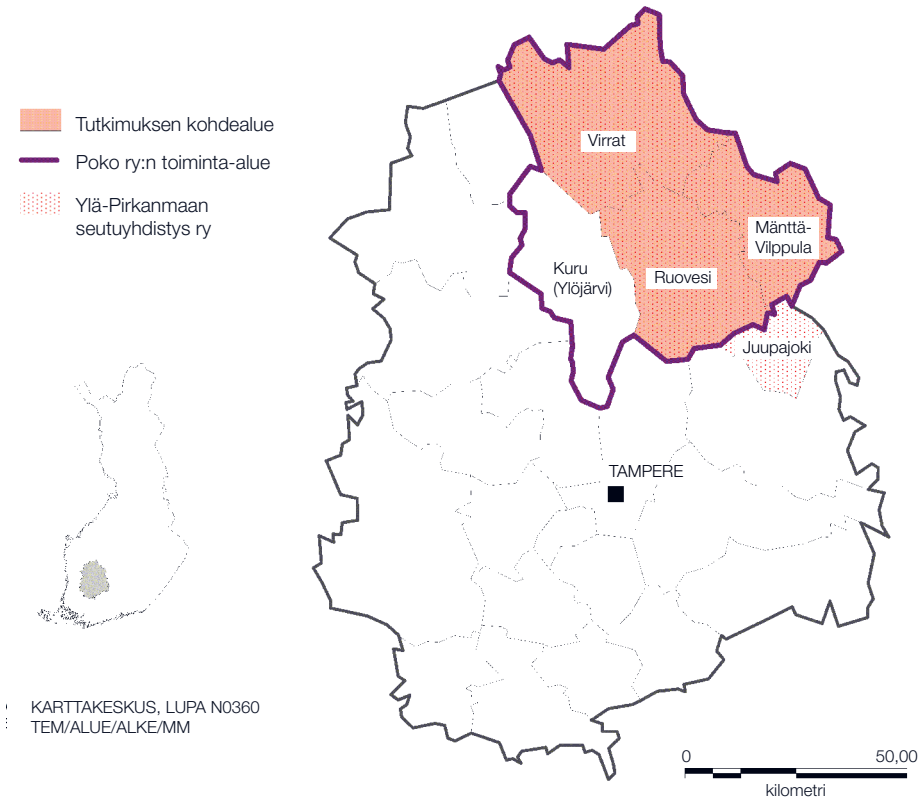 Tutkimuksen kohdealue
Poko ry:n toiminta-alue
Ylä-Pirkanmaan
seutuyhdistys ry
Virrat
Mänttä-
Vilppula
Kuru
(Ylöjärvi)
Ruovesi
Juupajoki
TAMPERE
KARTTAKESKUS, LUPA N0360
TEM/ALUE/ALKE/MM
0
50,00
kilometri